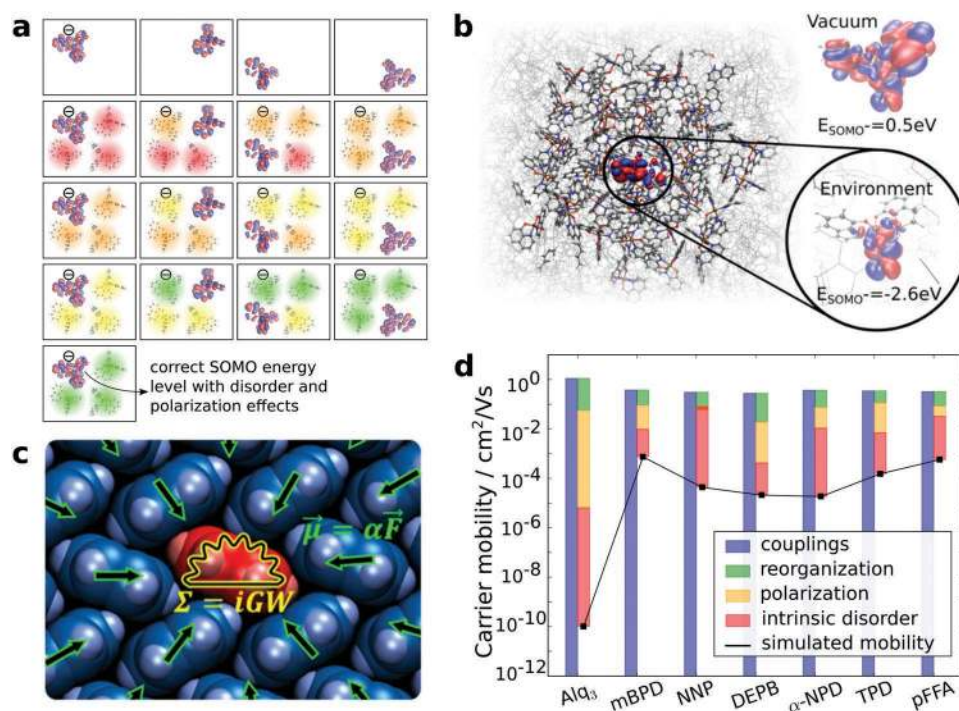 a
⊖
correct SOMO energy
level with disorder and
polarization effects
b
Vacuum
E_SOMO-=0.5eV
Environment
E_SOMO-=-2.6eV
c
μ⃗ = αF⃗
Σ = iGW
d
Carrier mobility / cm²/Vs
10⁰
10⁻²
10⁻⁴
10⁻⁶
10⁻⁸
10⁻¹⁰
10⁻¹²
couplings
reorganization
polarization
intrinsic disorder
simulated mobility
Alq₃ mBPD NNP DEPB α-NPD TPD pFFA